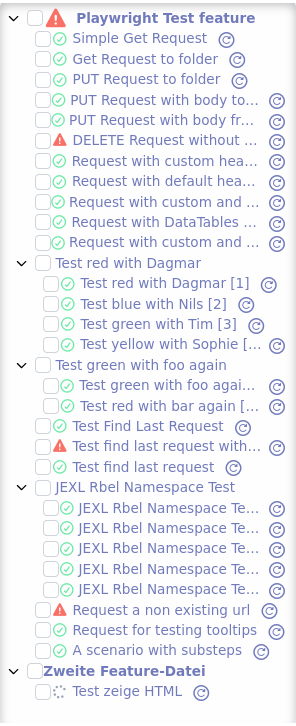 Playwright Test feature
Simple Get Request
Get Request to folder
PUT Request to folder
PUT Request with body to...
PUT Request with body fr...
DELETE Request without ...
Request with custom hea...
Request with default hea...
Request with custom and ...
Request with DataTables ...
Request with custom and ...
Test red with Dagmar
Test red with Dagmar [1]
Test blue with Nils [2]
Test green with Tim [3]
Test yellow with Sophie [...
Test green with foo again
Test green with foo agai...
Test red with bar again [...
Test Find Last Request
Test find last request with...
Test find last request
JEXL Rbel Namespace Test
JEXL Rbel Namespace Te...
JEXL Rbel Namespace Te...
JEXL Rbel Namespace Te...
JEXL Rbel Namespace Te...
JEXL Rbel Namespace Te...
Request a non existing url
Request for testing tooltips
A scenario with substeps
Zweite Feature-Datei
Test zeige HTML